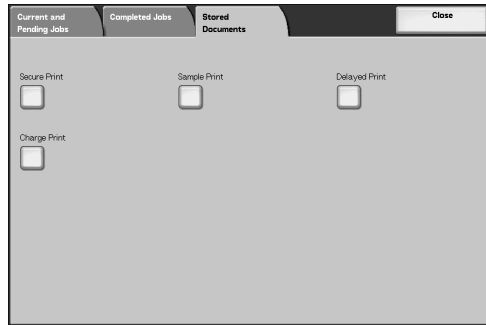 Current and
Pending Jobs
Completed Jobs
Stored
Documents
Close
Secure Print
Sample Print
Delayed Print
Charge Print